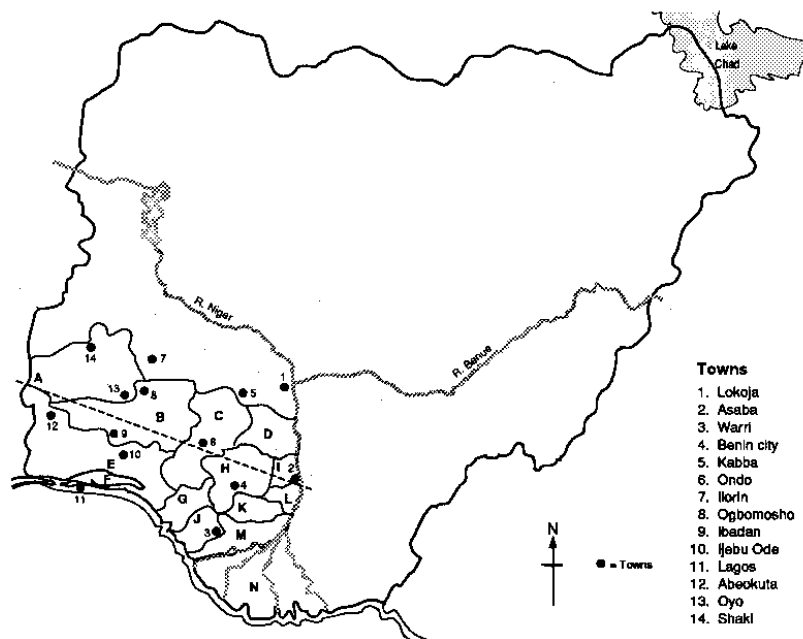 Lake
Chad
R. Niger
R. Benue
14
7
1
A
13
8
5
12
B
C
9
6
D
10
E
H
I
2
F
4
11
G
L
K
J
3
M
N
N
● = Towns
Towns
1. Lokoja
2. Asaba
3. Warri
4. Benin city
5. Kabba
6. Ondo
7. Ilorin
8. Ogbomosho
9. Ibadan
10. Ijebu Ode
11. Lagos
12. Abeokuta
13. Oyo
14. Shaki